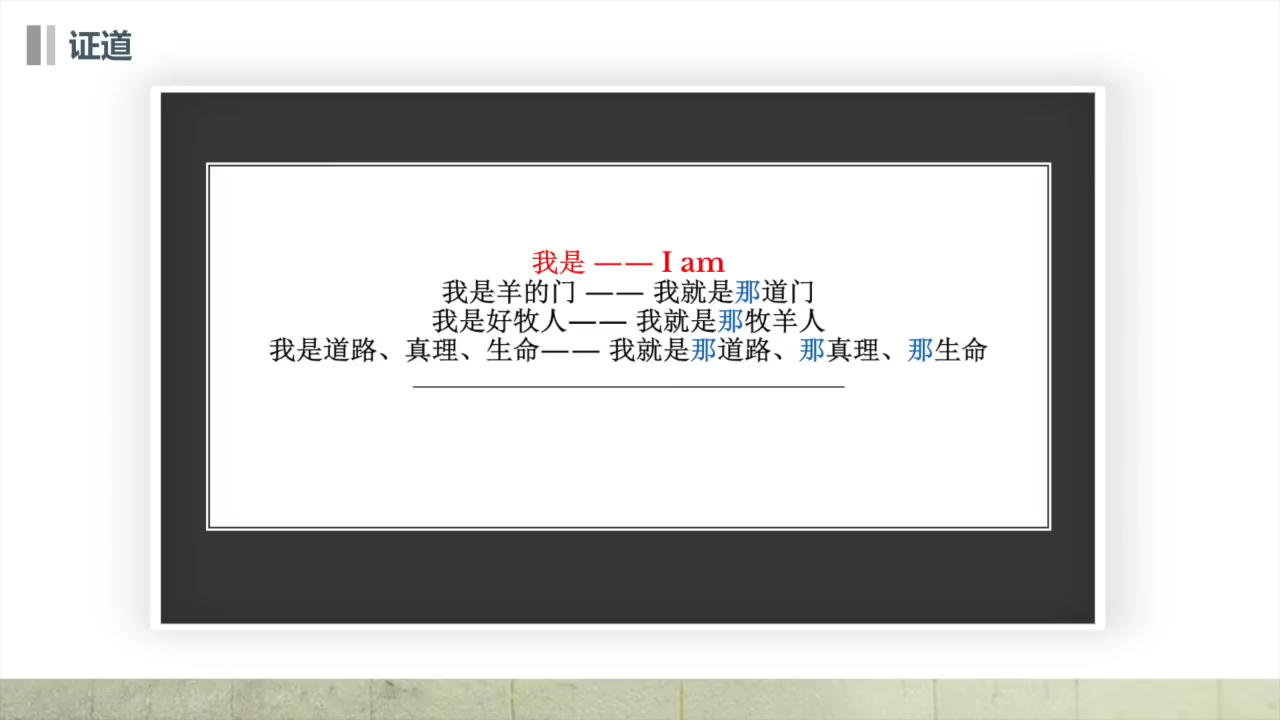 证道
我是 —— I am
我是羊的门 —— 我就是那道门
我是好牧人—— 我就是那牧羊人
我是道路、真理、生命—— 我就是那道路、那真理、那生命